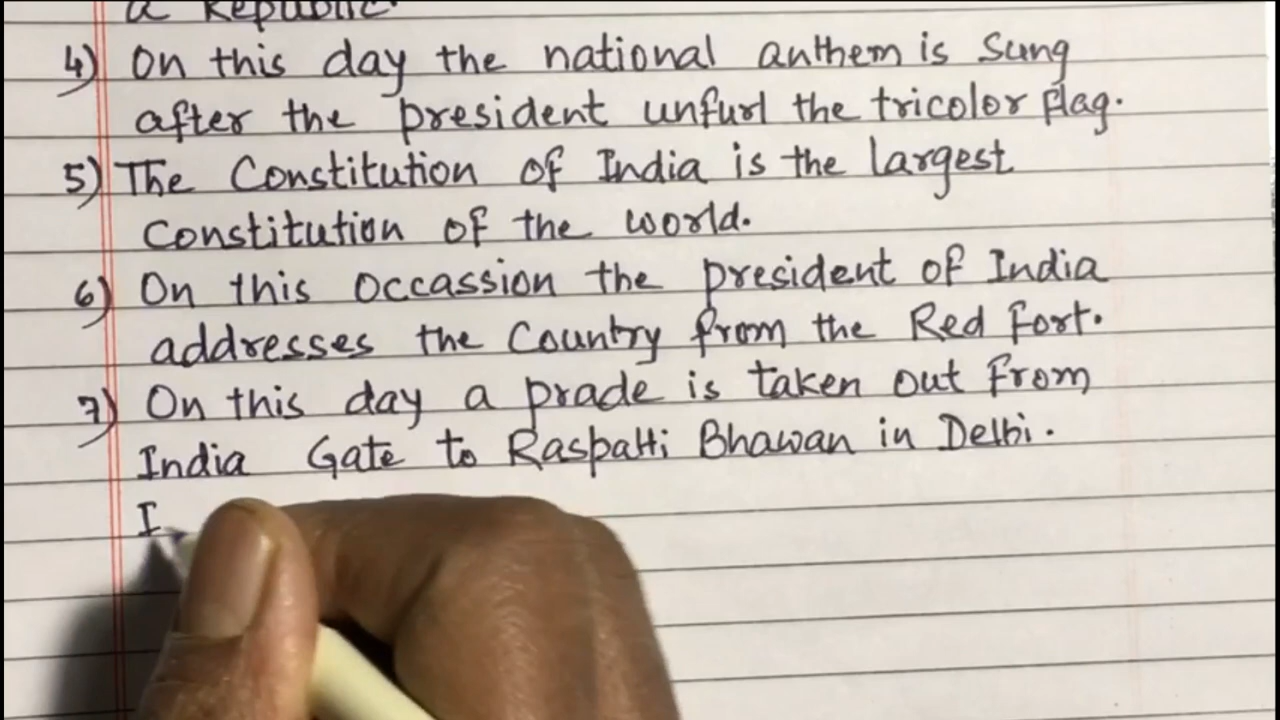 a Republic.
4) On this day the national anthem is Sung
after the president unfurl the tricolor flag.
5) The Constitution of India is the largest
Constitution of the world.
6) On this occassion the president of India
addresses the Country from the Red Fort.
7) On this day a prade is taken out from
India Gate to Raspatti Bhawan in Delhi.
I